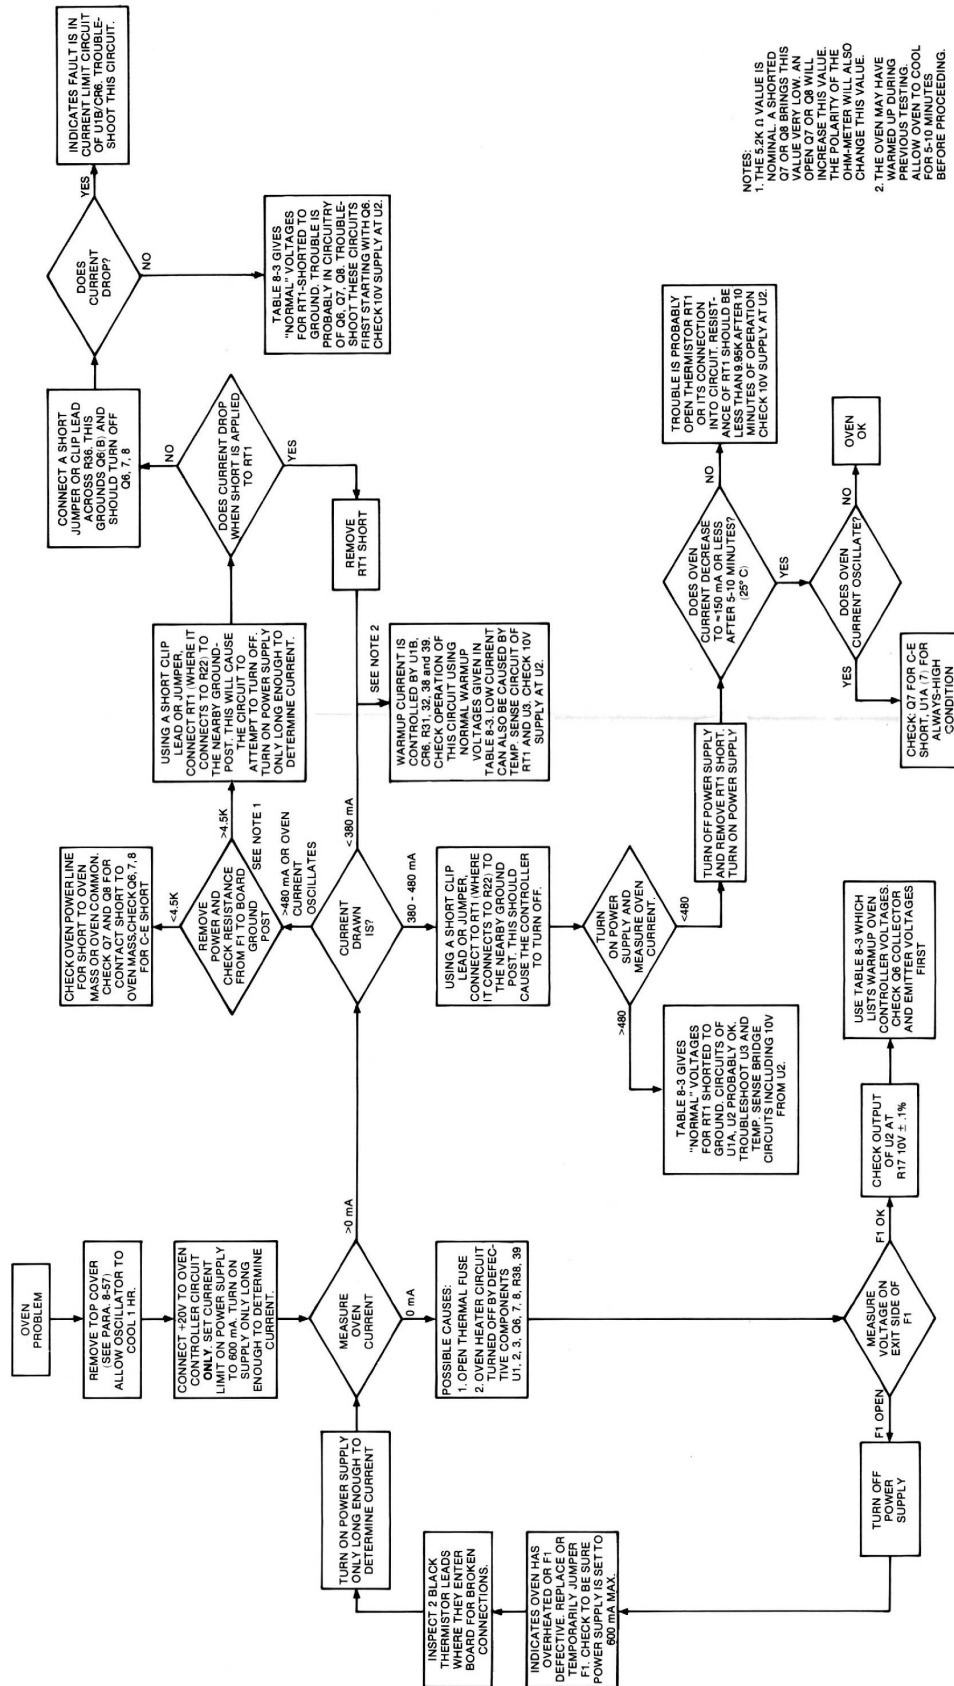 OVEN
PROBLEM
REMOVE TOP COVER
(SEE PARA. 8-57)
ALLOW OSCILLATOR TO
COOL 1 HR.
CONNECT ~20V TO OVEN
CONTROLLER CIRCUIT
ONLY. SET CURRENT
LIMIT ON POWER SUPPLY
TO 600 mA. TURN ON
SUPPLY ONLY LONG
ENOUGH TO DETERMINE
CURRENT.
MEASURE
OVEN
CURRENT
>0 mA
0 mA
POSSIBLE CAUSES:
1. OPEN THERMAL FUSE
2. OVEN HEATER CIRCUIT
TURNED OFF BY DEFEC-
TIVE COMPONENTS
U1, 2, 3, Q6, 7, 8, R38, 39
MEASURE
VOLTAGE ON
EXIT SIDE OF
F1
F1 OPEN
F1 OK
TURN OFF
POWER
SUPPLY
INDICATES OVEN HAS
OVERHEATED OR F1
DEFECTIVE. REPLACE OR
TEMPORARILY JUMPER
F1. CHECK TO BE SURE
POWER SUPPLY IS SET TO
600 mA MAX.
INSPECT 2 BLACK
THERMISTOR LEADS
WHERE THEY ENTER
BOARD FOR BROKEN
CONNECTIONS.
TURN ON POWER SUPPLY
ONLY LONG ENOUGH TO
DETERMINE CURRENT
CHECK OUTPUT
OF U2 AT
R17 10V ± .1%
USE TABLE 8-3 WHICH
LISTS WARMUP OVEN
CONTROLLER VOLTAGES.
CHECK Q6 COLLECTOR
AND EMITTER VOLTAGES
FIRST
CURRENT
DRAWN
IS?
>480 mA OR OVEN
CURRENT
OSCILLATES
<380 mA
380 - 480 mA
REMOVE
POWER AND
CHECK RESISTANCE
FROM F1 TO BOARD
GROUND
POST
SEE NOTE 1
<4.5K
>4.5K
CHECK OVEN POWER LINE
FOR SHORT TO OVEN
MASS OR OVEN COMMON.
CHECK Q7 AND Q8 FOR
CONTACT SHORT TO
OVEN MASS.CHECK Q6,7,8
FOR C-E SHORT
USING A SHORT CLIP
LEAD OR JUMPER,
CONNECT RT1 (WHERE IT
CONNECTS TO R22) TO
THE NEARBY GROUND-
POST. THIS WILL CAUSE
THE CIRCUIT TO
ATTEMPT TO TURN OFF.
TURN ON POWER SUPPLY
ONLY LONG ENOUGH TO
DETERMINE CURRENT.
DOES CURRENT DROP
WHEN SHORT IS APPLIED
TO RT1
NO
YES
CONNECT A SHORT
JUMPER OR CLIP LEAD
ACROSS R36. THIS
GROUNDS Q6(B) AND
SHOULD TURN OFF
Q6, 7, 8
DOES
CURRENT
DROP?
YES
NO
INDICATES FAULT IS IN
CURRENT LIMIT CIRCUIT
OF U1B/CR6. TROUBLE-
SHOOT THIS CIRCUIT.
TABLE 8-3 GIVES
"NORMAL" VOLTAGES
FOR RT1-SHORTED TO
GROUND. TROUBLE IS
PROBABLY IN CIRCUITRY
OF Q6, Q7, Q8. TROUBLE-
SHOOT THESE CIRCUITS
FIRST STARTING WITH Q6.
CHECK 10V SUPPLY AT U2.
REMOVE
RT1 SHORT
SEE NOTE 2
WARMUP CURRENT IS
CONTROLLED BY U1B,
CR6, R31, 32, 38 and 39.
CHECK OPERATION OF
THIS CIRCUIT USING
NORMAL WARMUP
VOLTAGES GIVEN IN
TABLE 8-3. LOW CURRENT
CAN ALSO BE CAUSED BY
TEMP. SENSE CIRCUIT OF
RT1 AND U3. CHECK 10V
SUPPLY AT U2.
USING A SHORT CLIP
LEAD OR JUMPER,
CONNECT TO RT1 (WHERE
IT CONNECTS TO R22) TO
THE NEARBY GROUND
POST. THIS SHOULD
CAUSE THE CONTROLLER
TO TURN OFF.
TURN
ON POWER
SUPPLY AND
MEASURE OVEN
CURRENT.
>480
<480
TABLE 8-3 GIVES
"NORMAL" VOLTAGES
FOR RT1 SHORTED TO
GROUND. CIRCUITS OF
U1A, U2 PROBABLY OK.
TROUBLESHOOT U3 AND
TEMP. SENSE BRIDGE
CIRCUITS INCLUDING 10V
FROM U2.
TURN OFF POWER SUPPLY
AND REMOVE RT1 SHORT.
TURN ON POWER SUPPLY
DOES OVEN
CURRENT DECREASE
TO ≈150 mA OR LESS
AFTER 5-10 MINUTES?
(25° C)
NO
YES
TROUBLE IS PROBABLY
OPEN THERMISTOR RT1
OR ITS CONNECTION
INTO CIRCUIT. RESIST-
ANCE OF RT1 SHOULD BE
LESS THAN 9.95K AFTER 10
MINUTES OF OPERATION
CHECK 10V SUPPLY AT U2.
DOES OVEN
CURRENT OSCILLATE?
YES
NO
OVEN
OK
CHECK: Q7 FOR C-E
SHORT. U1A (7) FOR
ALWAYS-HIGH
CONDITION
NOTES:
1. THE 5.2K Ω VALUE IS
NOMINAL. A SHORTED
Q7 OR Q8 BRINGS THIS
VALUE VERY LOW. AN
OPEN Q7 OR Q8 WILL
INCREASE THIS VALUE.
THE POLARITY OF THE
OHM-METER WILL ALSO
CHANGE THIS VALUE.
2. THE OVEN MAY HAVE
WARMED UP DURING
PREVIOUS TESTING.
ALLOW OVEN TO COOL
FOR 5-10 MINUTES
BEFORE PROCEEDING.